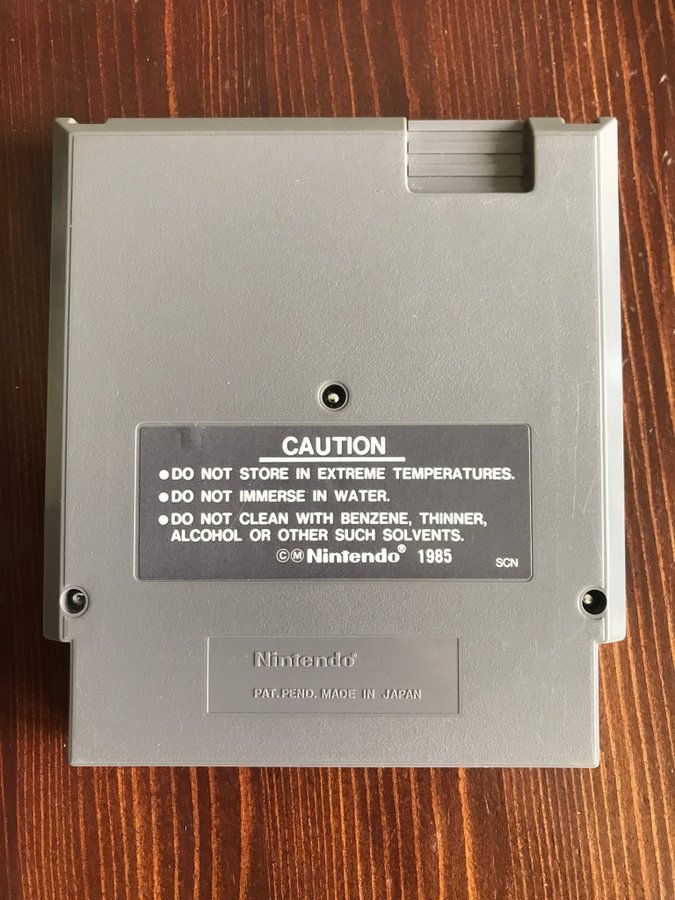 CAUTION
●DO NOT STORE IN EXTREME TEMPERATURES.
●DO NOT IMMERSE IN WATER.
●DO NOT CLEAN WITH BENZENE, THINNER,
ALCOHOL OR OTHER SUCH SOLVENTS.
ⒸⓂNintendo® 1985
SCN
Nintendo®
PAT. PEND. MADE IN JAPAN